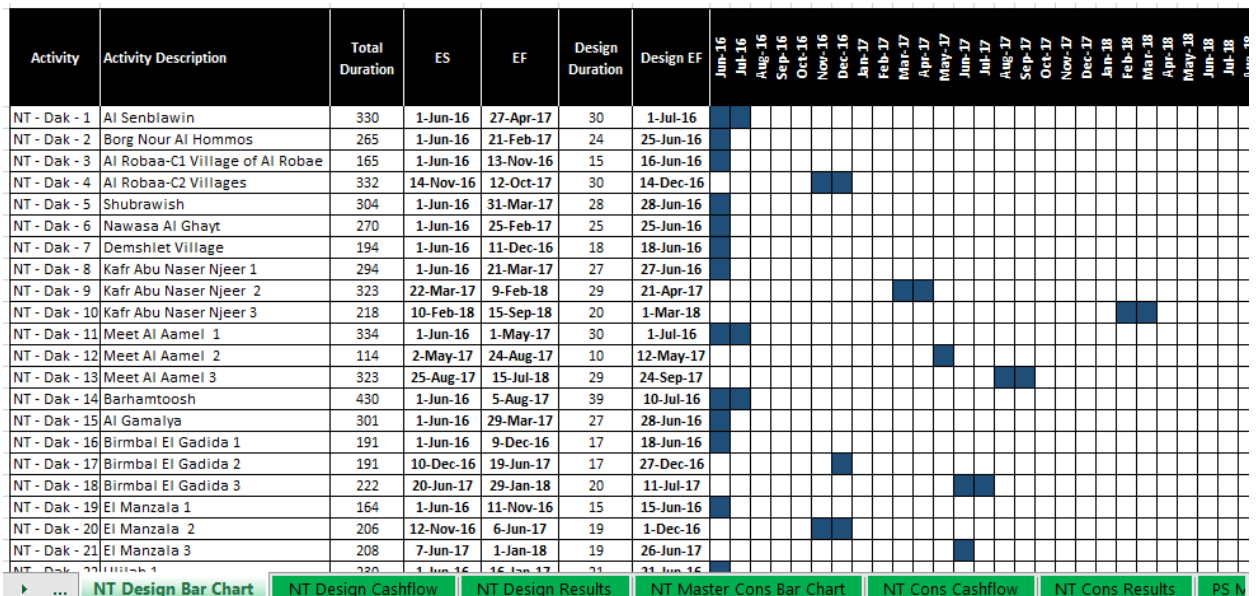 Activity Activity Description Total Duration ES EF Design Duration Design EF Jun-16 Jul-16 Aug-16 Sep-16 Oct-16 Nov-16 Dec-16 Jan-17 Feb-17 Mar-17 Apr-17 May-17 Jun-17 Jul-17 Aug-17 Sep-17 Oct-17 Nov-17 Dec-17 Jan-18 Feb-18 Mar-18 Apr-18 May-18 Jun-18 Jul-18
NT - Dak - 1 Al Senblawin 330 1-Jun-16 27-Apr-17 30 1-Jul-16
NT - Dak - 2 Borg Nour Al Hommos 265 1-Jun-16 21-Feb-17 24 25-Jun-16
NT - Dak - 3 Al Robaa-C1 Village of Al Robae 165 1-Jun-16 13-Nov-16 15 16-Jun-16
NT - Dak - 4 Al Robaa-C2 Villages 332 14-Nov-16 12-Oct-17 30 14-Dec-16
NT - Dak - 5 Shubrawish 304 1-Jun-16 31-Mar-17 28 28-Jun-16
NT - Dak - 6 Nawasa Al Ghayt 270 1-Jun-16 25-Feb-17 25 25-Jun-16
NT - Dak - 7 Demshlet Village 194 1-Jun-16 11-Dec-16 18 18-Jun-16
NT - Dak - 8 Kafr Abu Naser Njeer 1 294 1-Jun-16 21-Mar-17 27 27-Jun-16
NT - Dak - 9 Kafr Abu Naser Njeer 2 323 22-Mar-17 9-Feb-18 29 21-Apr-17
NT - Dak - 10 Kafr Abu Naser Njeer 3 218 10-Feb-18 15-Sep-18 20 1-Mar-18
NT - Dak - 11 Meet Al Aamel 1 334 1-Jun-16 1-May-17 30 1-Jul-16
NT - Dak - 12 Meet Al Aamel 2 114 2-May-17 24-Aug-17 10 12-May-17
NT - Dak - 13 Meet Al Aamel 3 323 25-Aug-17 15-Jul-18 29 24-Sep-17
NT - Dak - 14 Barhamtoosh 430 1-Jun-16 5-Aug-17 39 10-Jul-16
NT - Dak - 15 Al Gamalya 301 1-Jun-16 29-Mar-17 27 28-Jun-16
NT - Dak - 16 Birmbal El Gadida 1 191 1-Jun-16 9-Dec-16 17 18-Jun-16
NT - Dak - 17 Birmbal El Gadida 2 191 10-Dec-16 19-Jun-17 17 27-Dec-16
NT - Dak - 18 Birmbal El Gadida 3 222 20-Jun-17 29-Jan-18 20 11-Jul-17
NT - Dak - 19 El Manzala 1 164 1-Jun-16 11-Nov-16 15 15-Jun-16
NT - Dak - 20 El Manzala 2 206 12-Nov-16 6-Jun-17 19 1-Dec-16
NT - Dak - 21 El Manzala 3 208 7-Jun-17 1-Jan-18 19 26-Jun-17
... NT Design Bar Chart NT Design Cashflow NT Design Results NT Master Cons Bar Chart NT Cons Cashflow NT Cons Results PS